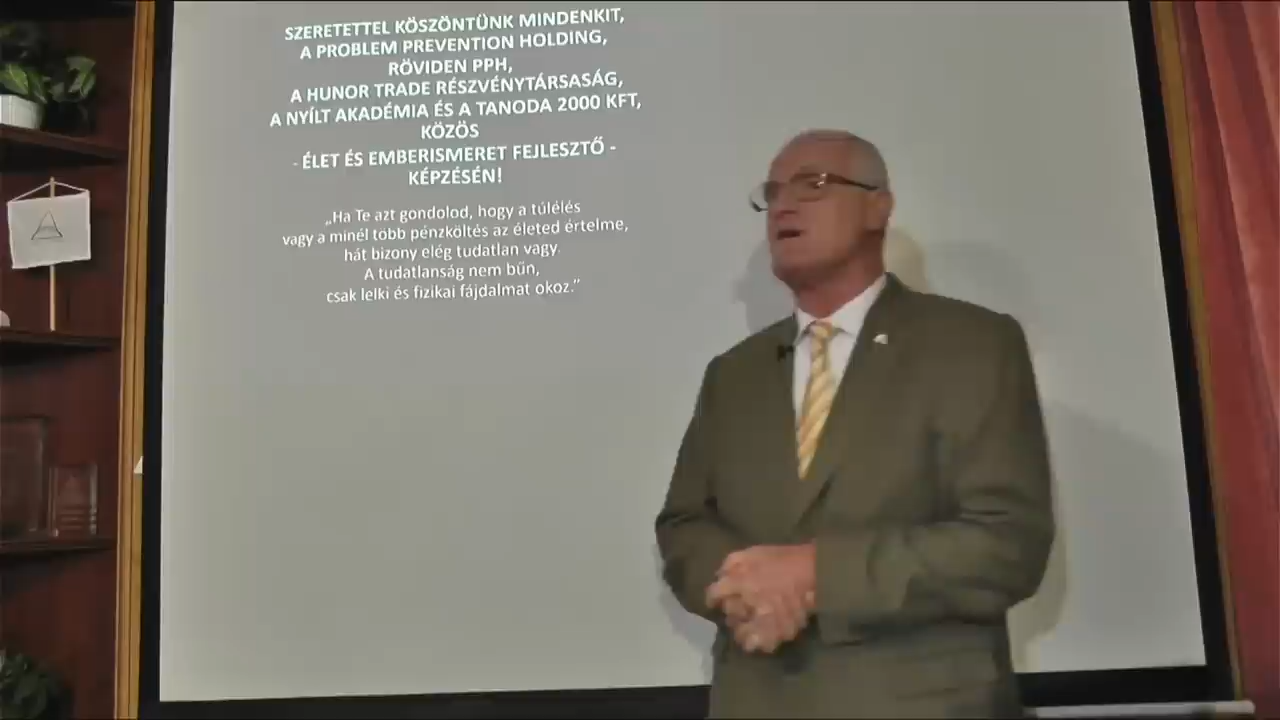 SZERETETTEL KÖSZÖNTÜNK MINDENKIT,
A PROBLEM PREVENTION HOLDING,
RÖVIDEN PPH,
A HUNOR TRADE RÉSZVÉNYTÁRSASÁG,
A NYÍLT AKADÉMIA ÉS A TANODA 2000 KFT,
KÖZÖS
- ÉLET ÉS EMBERISMERET FEJLESZTŐ -
KÉPZÉSÉN!
„Ha Te azt gondolod, hogy a túlélés
vagy a minél több pénzköltés az életed értelme,
hát bizony elég tudatlan vagy.
A tudatlanság nem bűn,
csak lelki és fizikai fájdalmat okoz.”